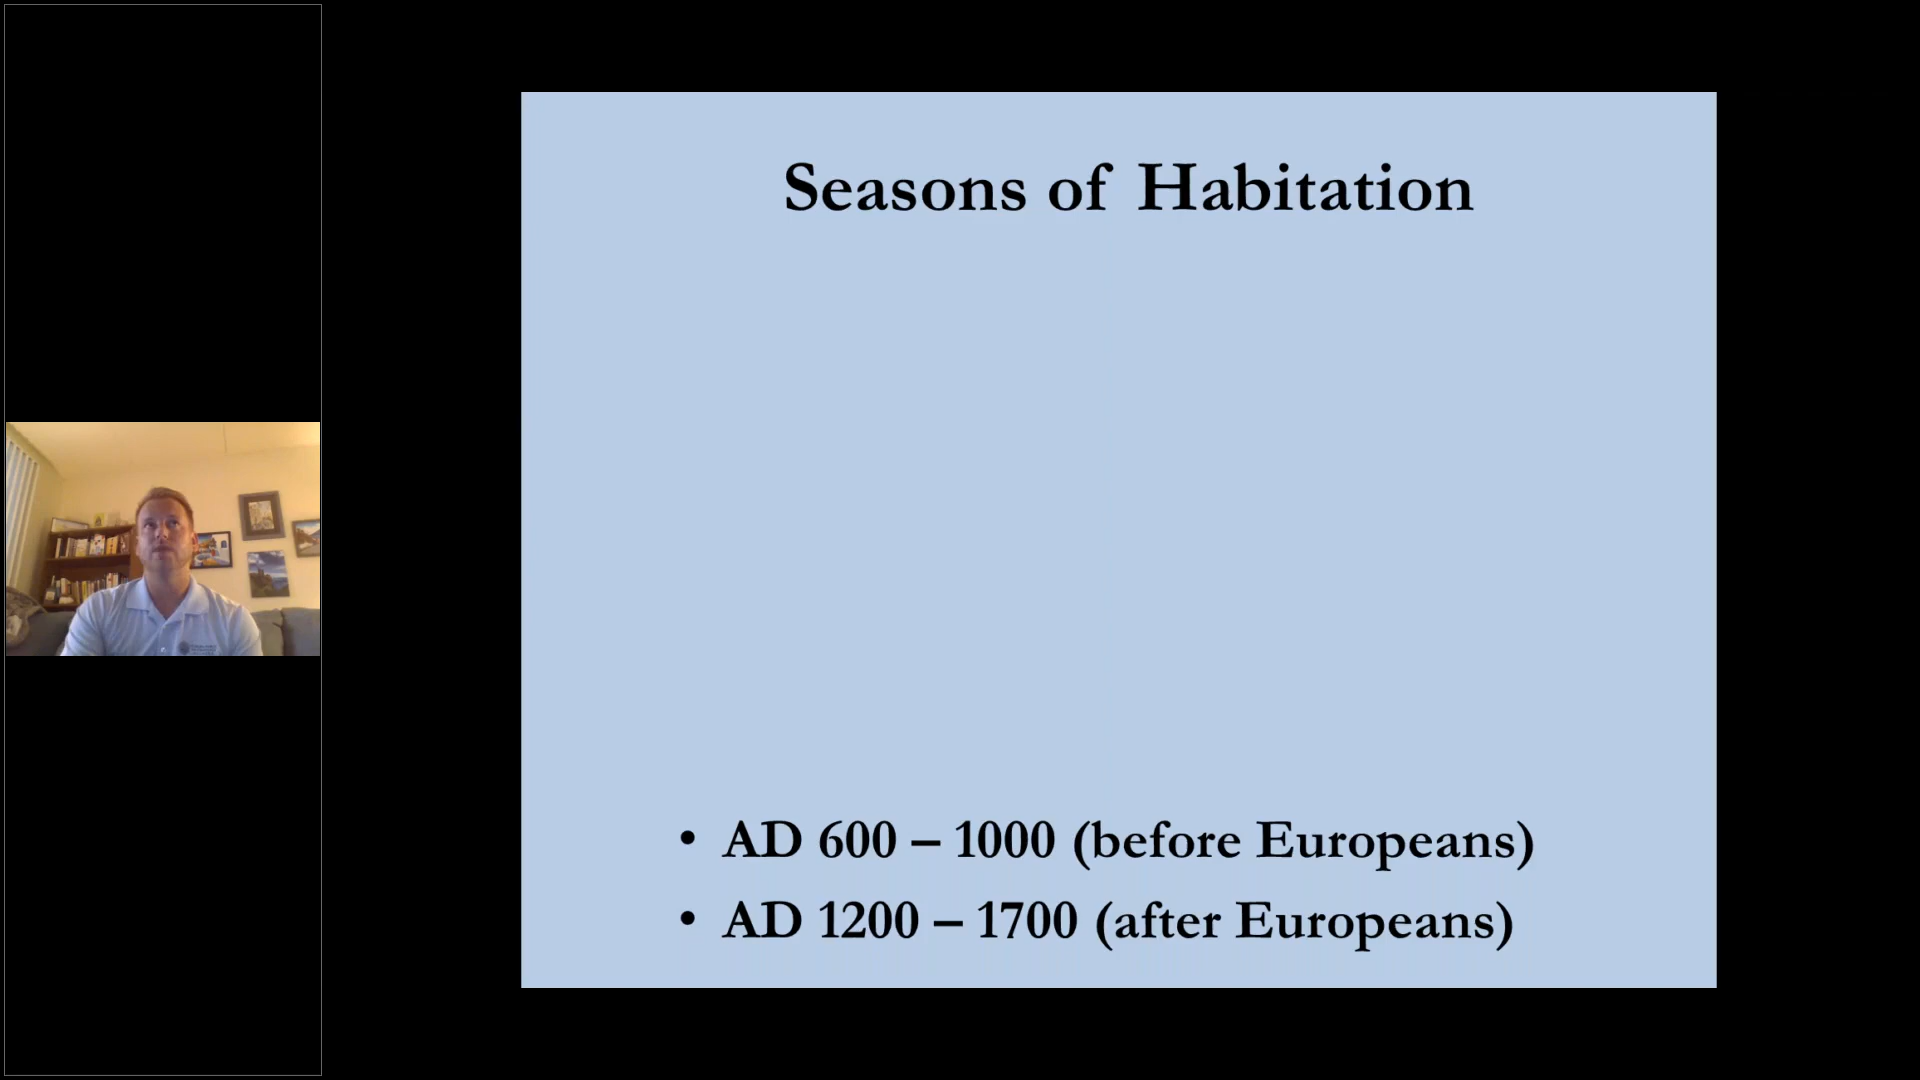 Seasons of Habitation
• AD 600 – 1000 (before Europeans)
• AD 1200 – 1700 (after Europeans)